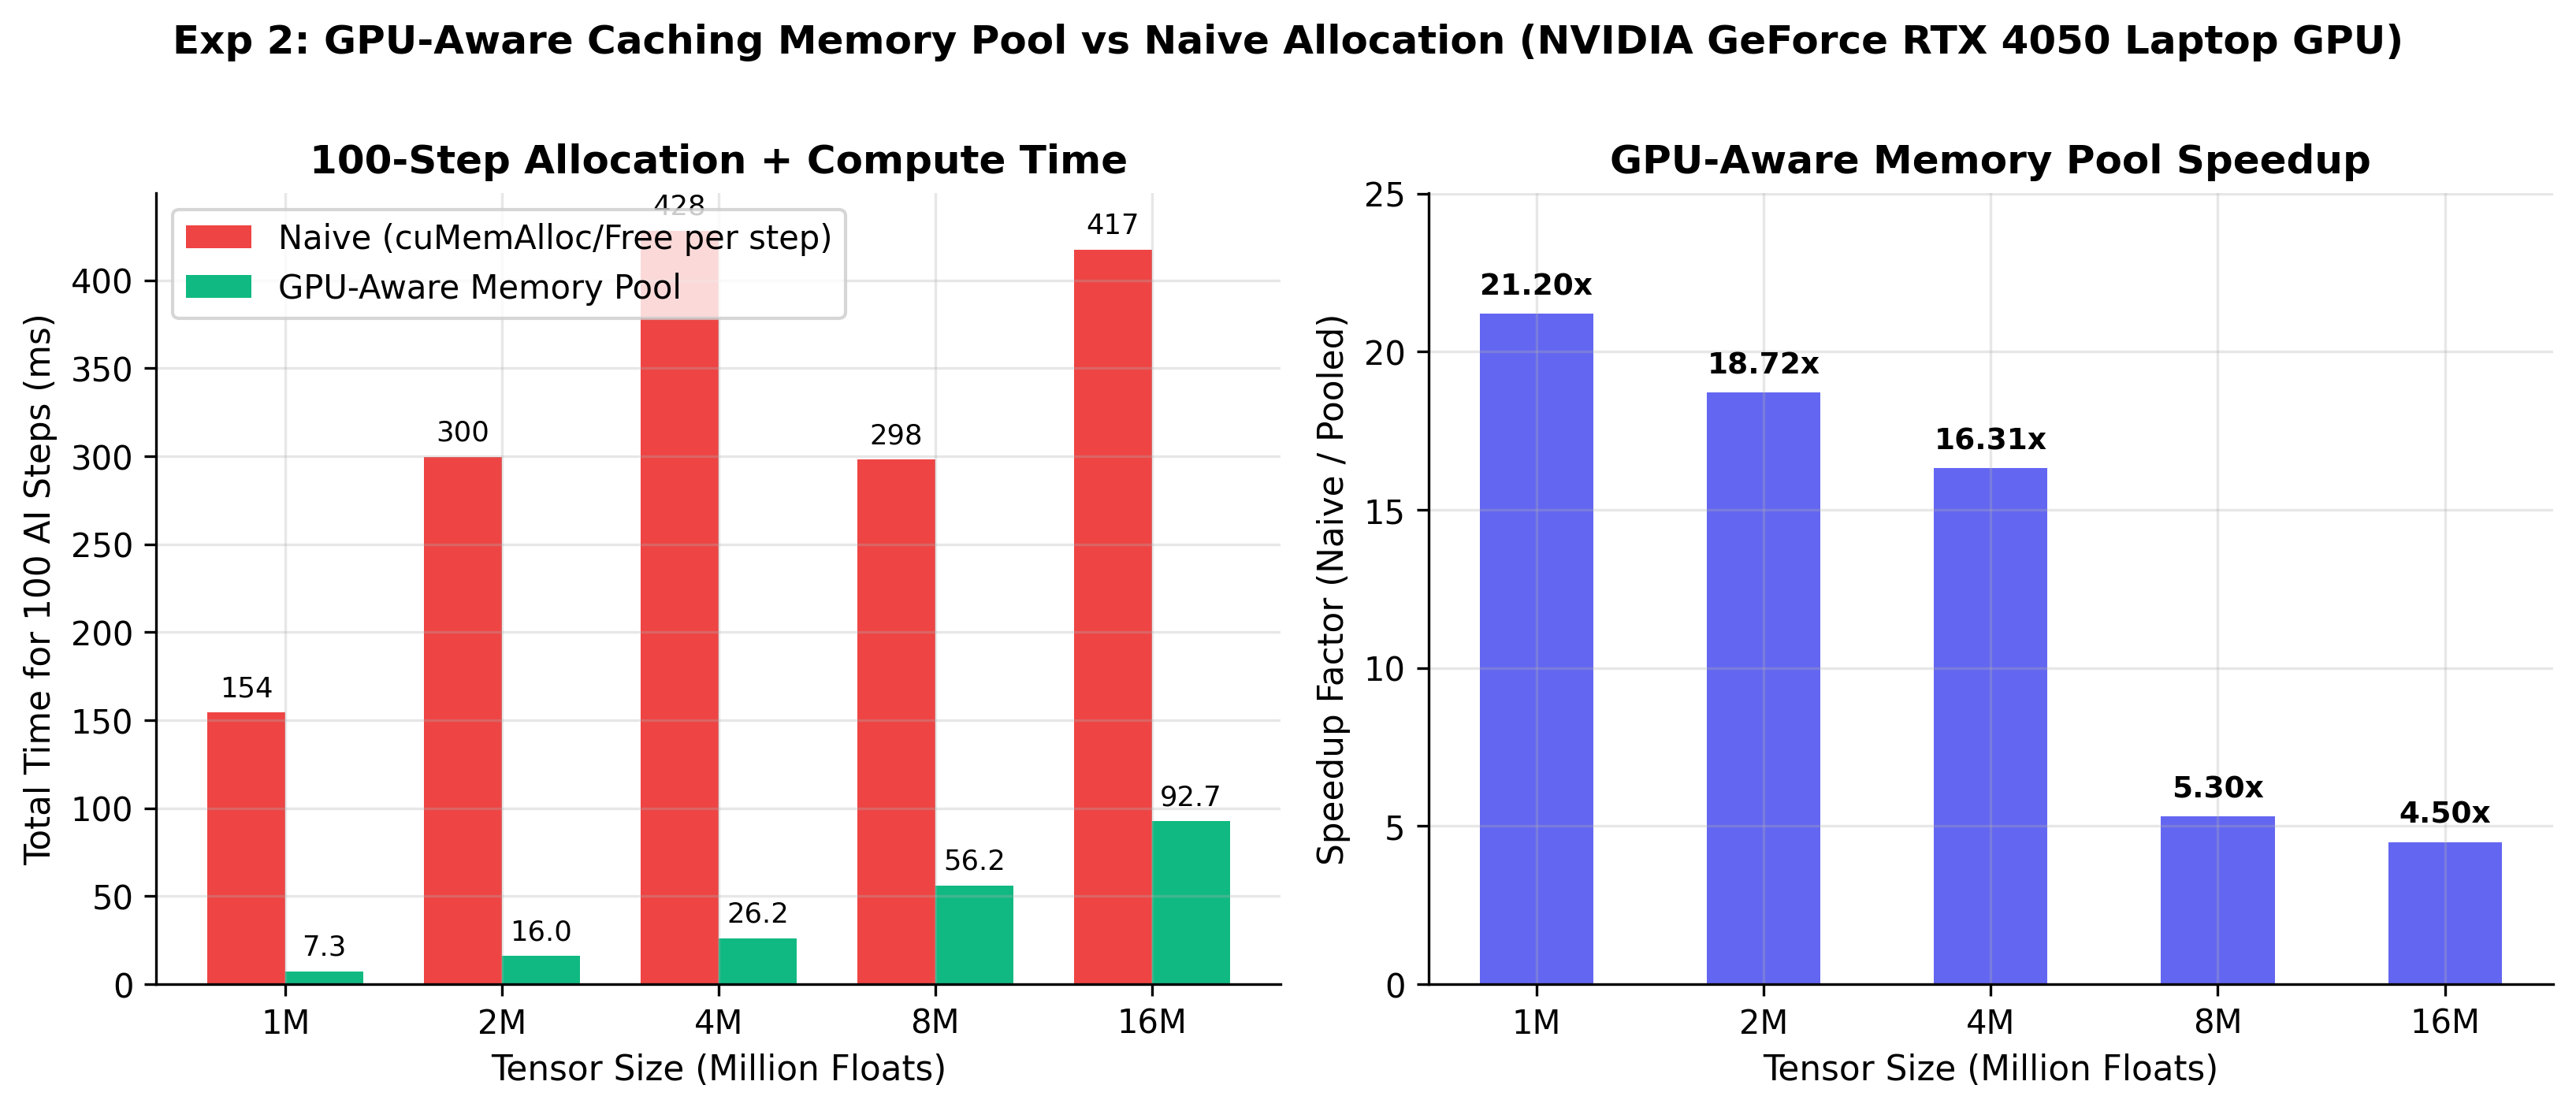 Exp 2: GPU-Aware Caching Memory Pool vs Naive Allocation (NVIDIA GeForce RTX 4050 Laptop GPU)
100-Step Allocation + Compute Time
Total Time for 100 AI Steps (ms)
400
350
300
250
200
150
100
50
0
Naive (cuMemAlloc/Free per step)
GPU-Aware Memory Pool
154
7.3
300
16.0
428
26.2
298
56.2
417
92.7
1M 2M 4M 8M 16M
Tensor Size (Million Floats)
GPU-Aware Memory Pool Speedup
Speedup Factor (Naive / Pooled)
25
20
15
10
5
0
21.20x
18.72x
16.31x
5.30x
4.50x
1M 2M 4M 8M 16M
Tensor Size (Million Floats)